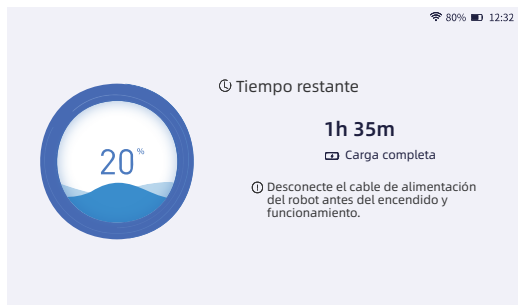 80% 12:32
Tiempo restante
1h 35m
20%
Carga completa
Desconecte el cable de alimentación
del robot antes del encendido y
funcionamiento.